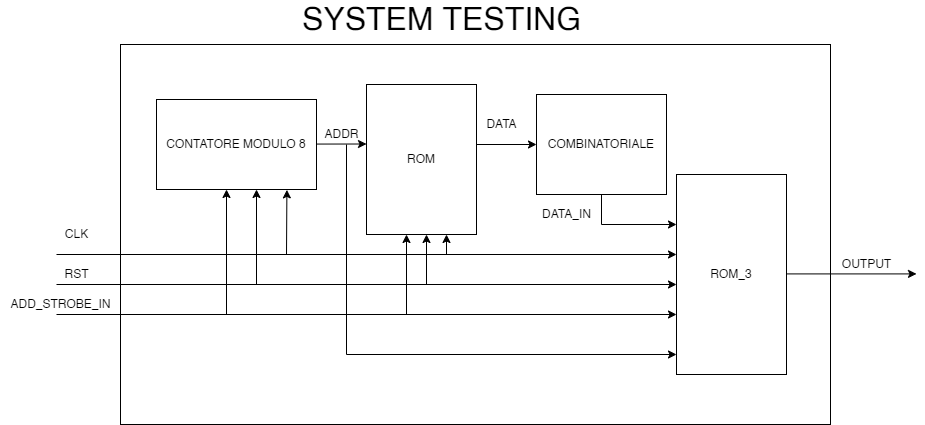 SYSTEM TESTING
CONTATORE MODULO 8
ADDR
ROM
DATA
COMBINATORIALE
DATA_IN
CLK
RST
ADD_STROBE_IN
ROM_3
OUTPUT